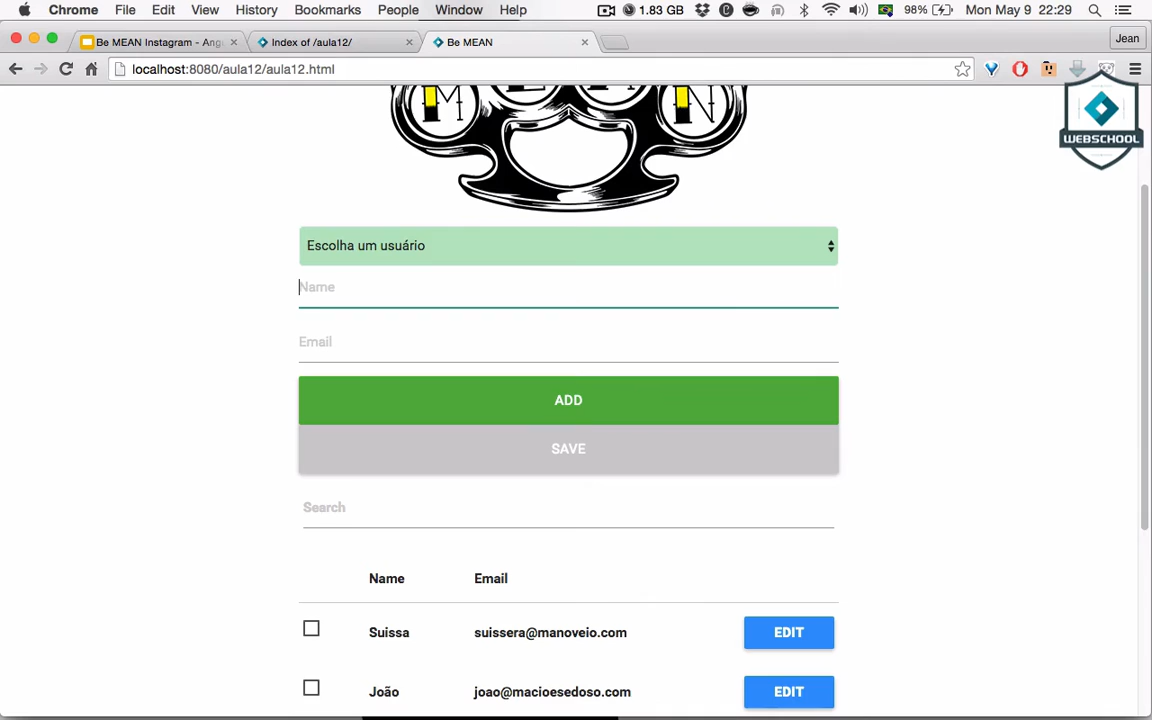 Chrome File Edit View History Bookmarks People Window Help 1.83 GB 98% Mon May 9 22:29
Be MEAN Instagram - Ang Index of /aula12/ Be MEAN Jean
localhost:8080/aula12/aula12.html
WEBSCHOOL
M E A N
Escolha um usuário
Name
Email
ADD
SAVE
Search
Name Email
Suissa suissera@manoveio.com EDIT
João joao@macioesedoso.com EDIT